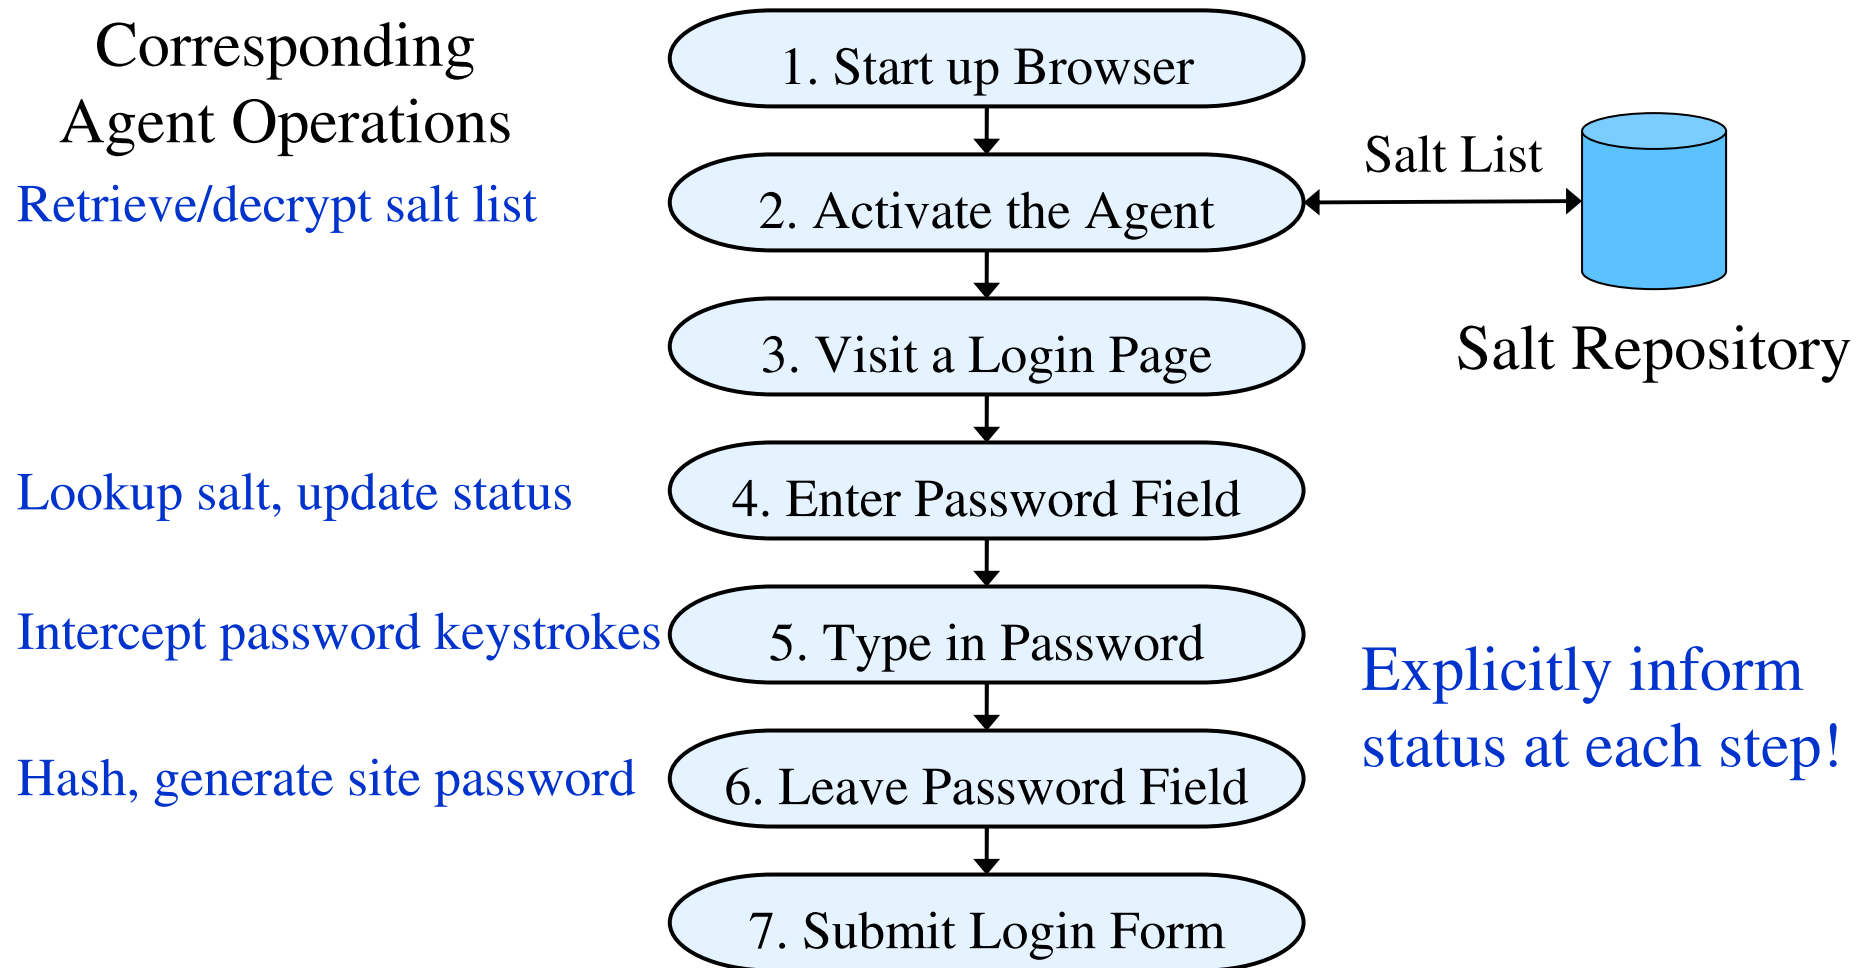 Corresponding
Agent Operations
1. Start up Browser
Retrieve/decrypt salt list
2. Activate the Agent
Salt List
Salt Repository
3. Visit a Login Page
Lookup salt, update status
4. Enter Password Field
Intercept password keystrokes
5. Type in Password
Explicitly inform
status at each step!
Hash, generate site password
6. Leave Password Field
7. Submit Login Form